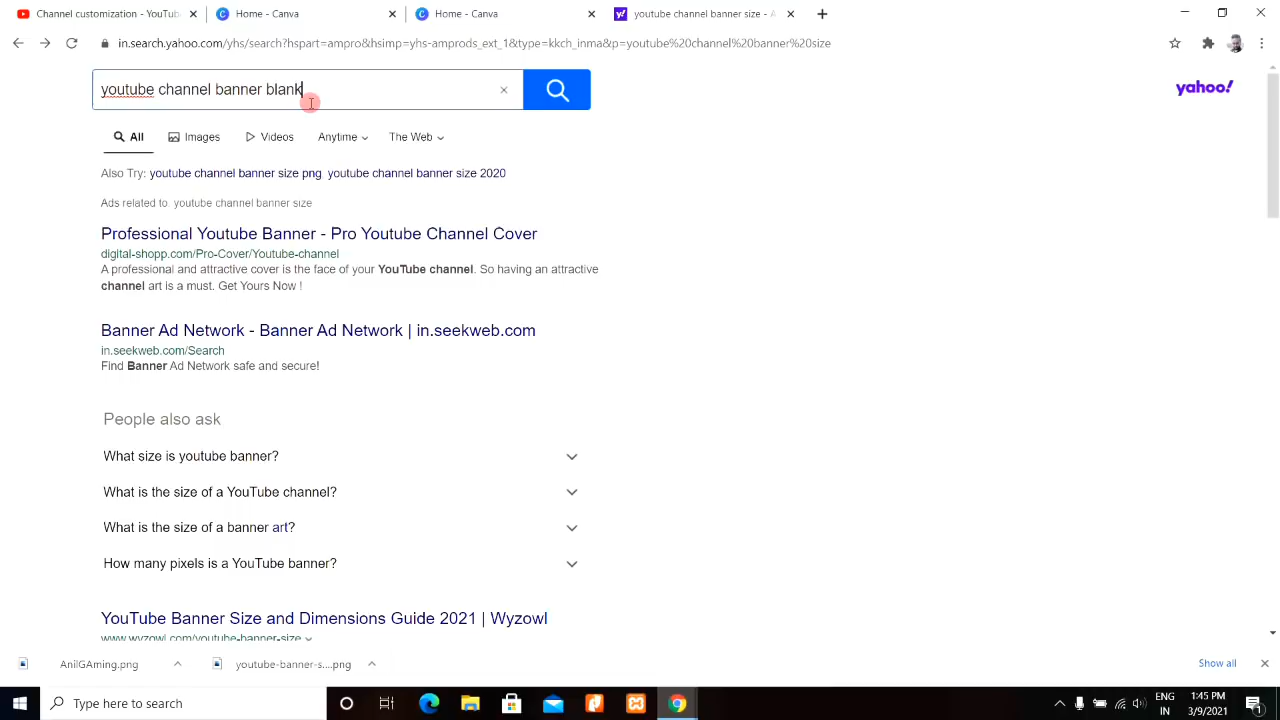 Channel customization - YouTub
Home - Canva
Home - Canva
youtube channel banner size - A
in.search.yahoo.com/yhs/search?hspart=ampro&hsimp=yhs-amprods_ext_1&type=kkch_inma&p=youtube%20channel%20banner%20size
youtube channel banner blank
yahoo!
All
Images
Videos
Anytime
The Web
Also Try: youtube channel banner size png youtube channel banner size 2020
Ads related to youtube channel banner size
Professional Youtube Banner - Pro Youtube Channel Cover
digital-shopp.com/Pro-Cover/Youtube-channel
A professional and attractive cover is the face of your YouTube channel. So having an attractive
channel art is a must. Get Yours Now !
Banner Ad Network - Banner Ad Network | in.seekweb.com
in.seekweb.com/Search
Find Banner Ad Network safe and secure!
People also ask
What size is youtube banner?
What is the size of a YouTube channel?
What is the size of a banner art?
How many pixels is a YouTube banner?
YouTube Banner Size and Dimensions Guide 2021 | Wyzowl
www.wyzowl.com/youtube-banner-size
AnilGAming.png
youtube-banner-s....png
Show all
Type here to search
ENG
IN
1:45 PM
3/9/2021
1